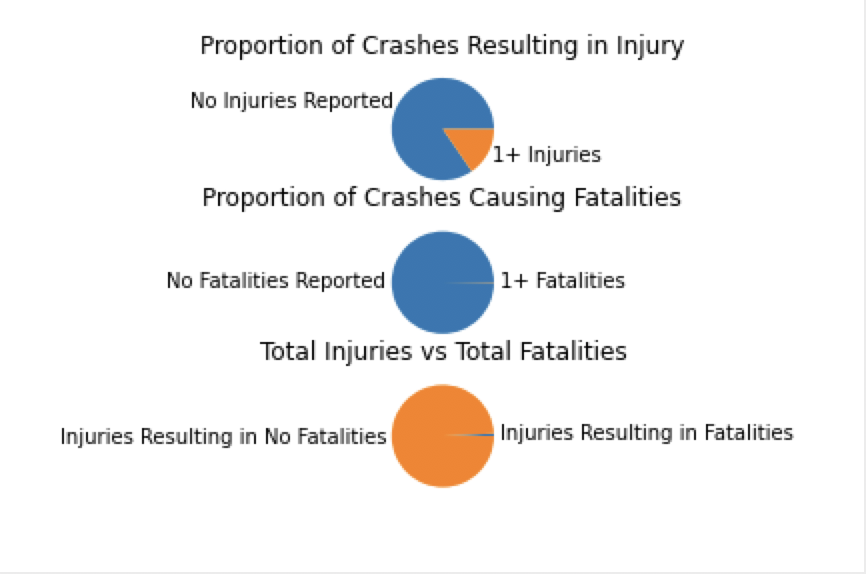 Proportion of Crashes Resulting in Injury
No Injuries Reported
1+ Injuries
Proportion of Crashes Causing Fatalities
No Fatalities Reported
1+ Fatalities
Total Injuries vs Total Fatalities
Injuries Resulting in No Fatalities
Injuries Resulting in Fatalities